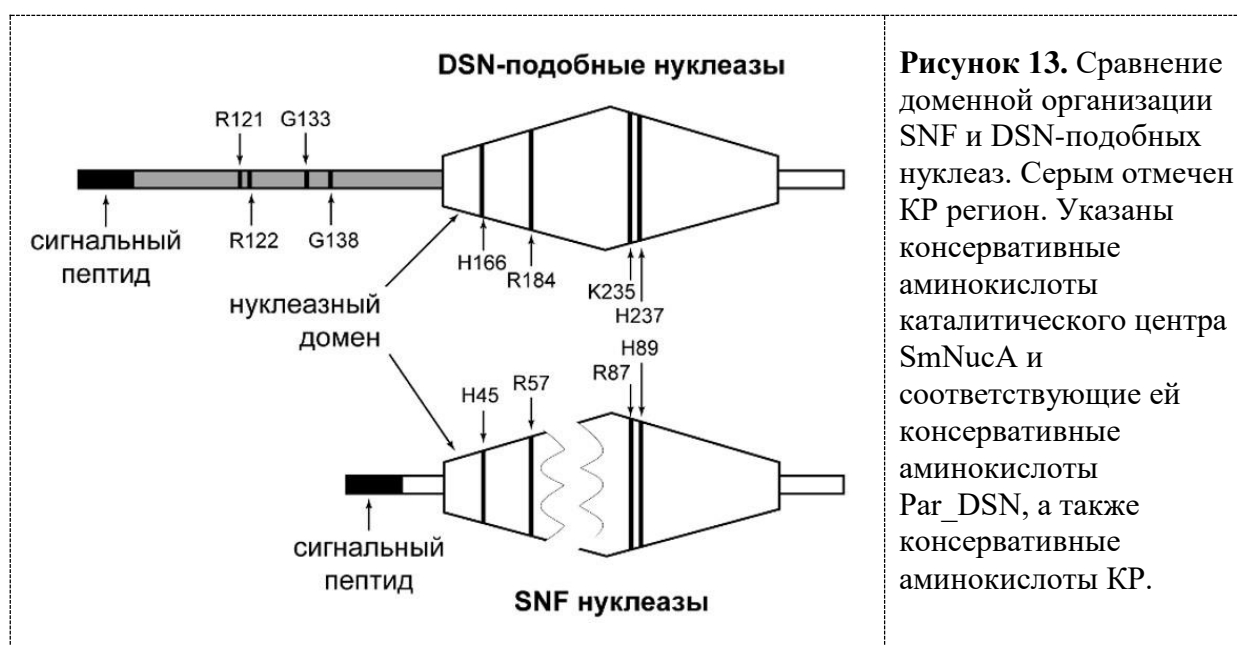 DSN-подобные нуклеазы
R121 G133
сигнальный
пептид
R122 G138
H166
R184
K235
H237
нуклеазный
домен
H45
R57
R87
H89
сигнальный
пептид
SNF нуклеазы
Рисунок 13. Сравнение
доменной организации
SNF и DSN-подобных
нуклеаз. Серым отмечен
КР регион. Указаны
консервативные
аминокислоты
каталитического центра
SmNucA и
соответствующие ей
консервативные
аминокислоты
Par_DSN, а также
консервативные
аминокислоты КР.